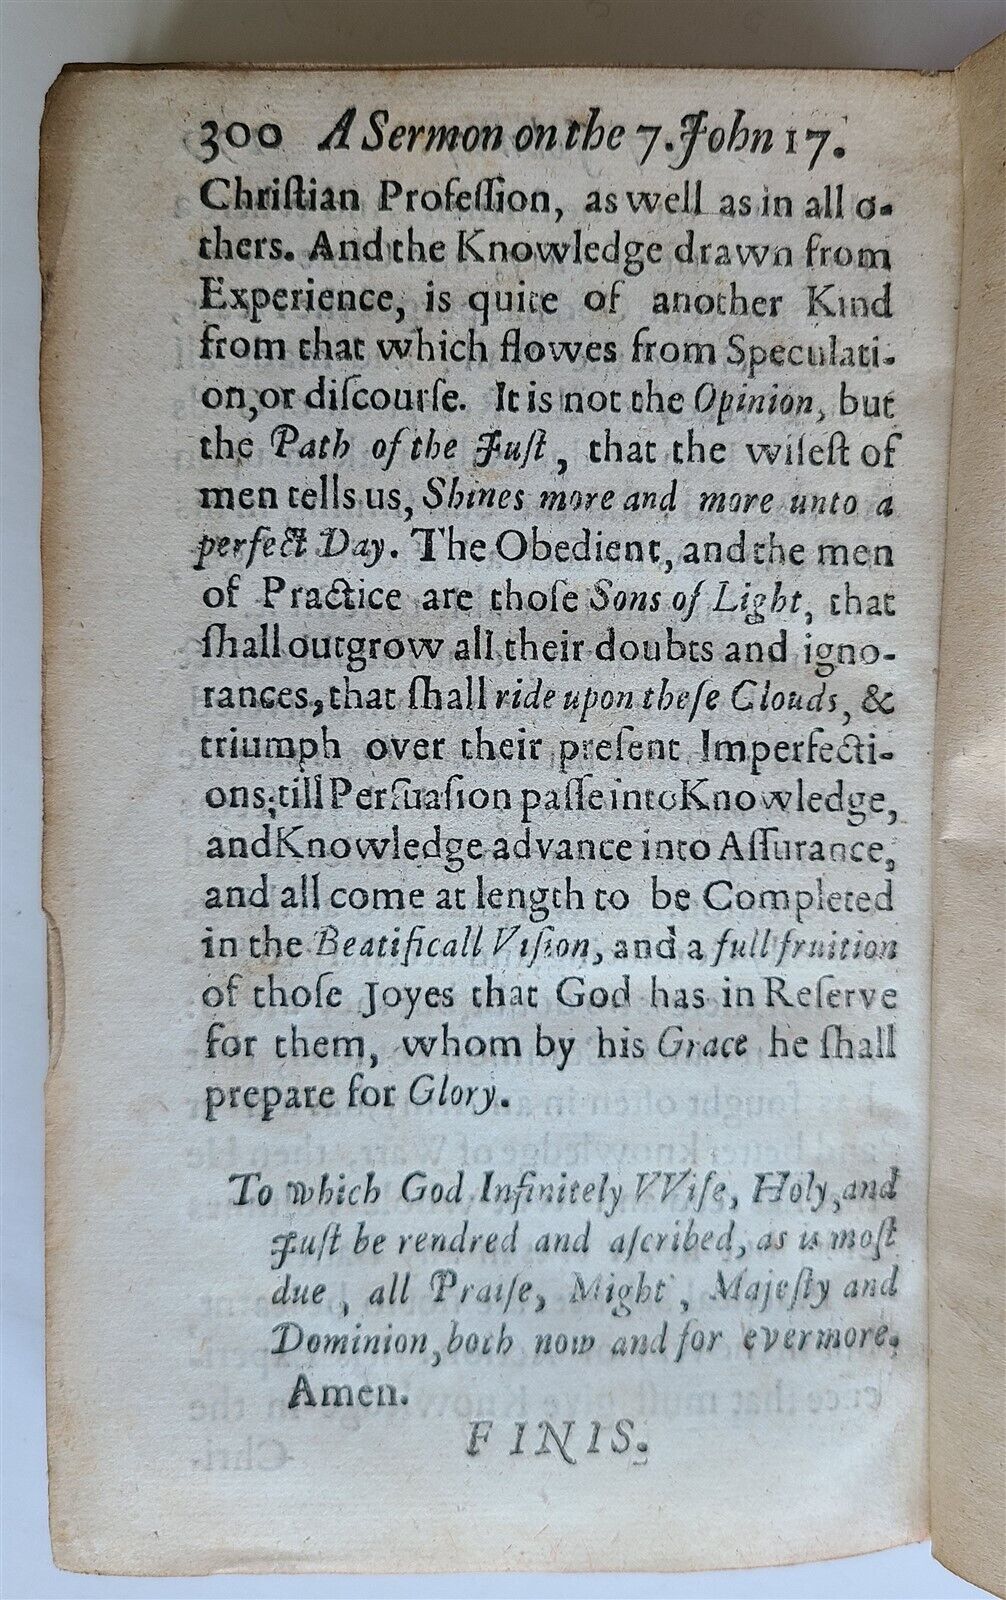 300 A Sermon on the 7. John 17.
Chriſtian Profeſſion, as well as in all o-
thers. And the Knowledge drawn from
Experience, is quite of another Kind
from that which flowes from Speculati-
on, or diſcourſe. It is not the Opinion, but
the Path of the Juſt, that the wiſeſt of
men tells us, Shines more and more unto a
perfect Day. The Obedient, and the men
of Practice are thoſe Sons of Light, that
ſhall outgrow all their doubts and igno-
rances, that ſhall ride upon theſe Clouds, &
triumph over their preſent Imperfecti-
ons; till Perſuaſion paſſe into Knowledge,
and Knowledge advance into Aſſurance,
and all come at length to be Completed
in the Beatificall Viſion, and a full fruition
of thoſe Joyes that God has in Reſerve
for them, whom by his Grace he ſhall
prepare for Glory.
To which God Infinitely VViſe, Holy, and
Juſt be rendred and aſcribed, as is moſt
due, all Praiſe, Might, Majeſty and
Dominion, both now and for evermore.
Amen.
FINIS.